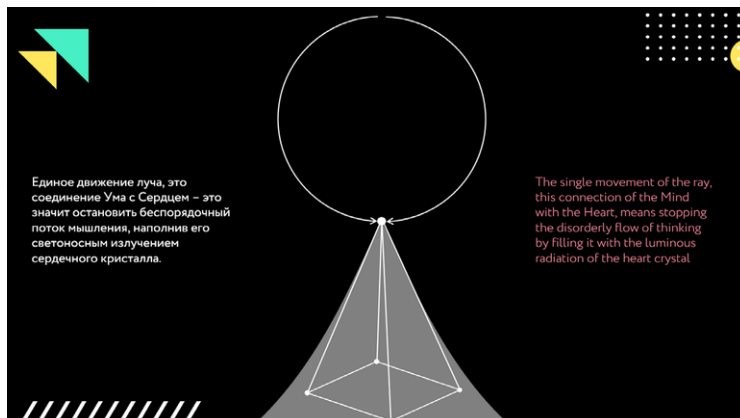 Единое движение луча, это
соединение Ума с Сердцем – это
значит остановить беспорядочный
поток мышления, наполнив его
светоносным излучением
сердечного кристалла.
The single movement of the ray,
this connection of the Mind
with the Heart, means stopping
the disorderly flow of thinking
by filling it with the luminous
radiation of the heart crystal